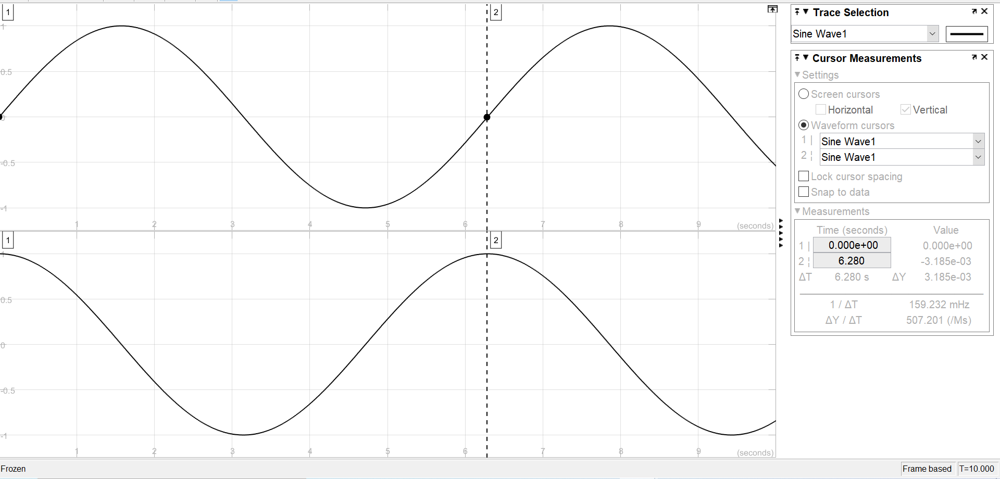 1
2
1
0.5
0
-0.5
-1
1 2 3 4 5 6 7 8 9 (seconds)
1
2
1
0.5
0
-0.5
-1
1 2 3 4 5 6 7 8 9 (seconds)
Trace Selection
Sine Wave1
Cursor Measurements
Settings
Screen cursors
Horizontal Vertical
Waveform cursors
1 | Sine Wave1
2 ¦ Sine Wave1
Lock cursor spacing
Snap to data
Measurements
Time (seconds) Value
1 | 0.000e+00 0.000e+00
2 ¦ 6.280 -3.185e-03
ΔT 6.280 s ΔY 3.185e-03
1 / ΔT 159.232 mHz
ΔY / ΔT 507.201 (/Ms)
Frozen Frame based T=10.000